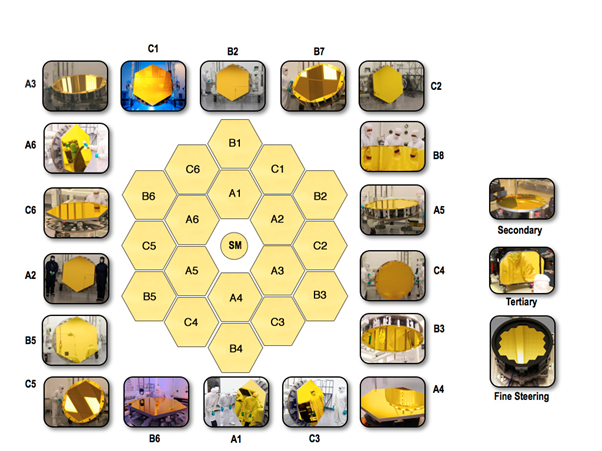 C1
B2
B7
A3
C2
A6
B8
C6
A5
A2
C4
B5
B3
C5
A4
B6
A1
C3
B1
C6
C1
B6
A1
B2
A6
A2
C5
SM
C2
A5
A3
B5
A4
B3
C4
C3
B4
Secondary
Tertiary
Fine Steering